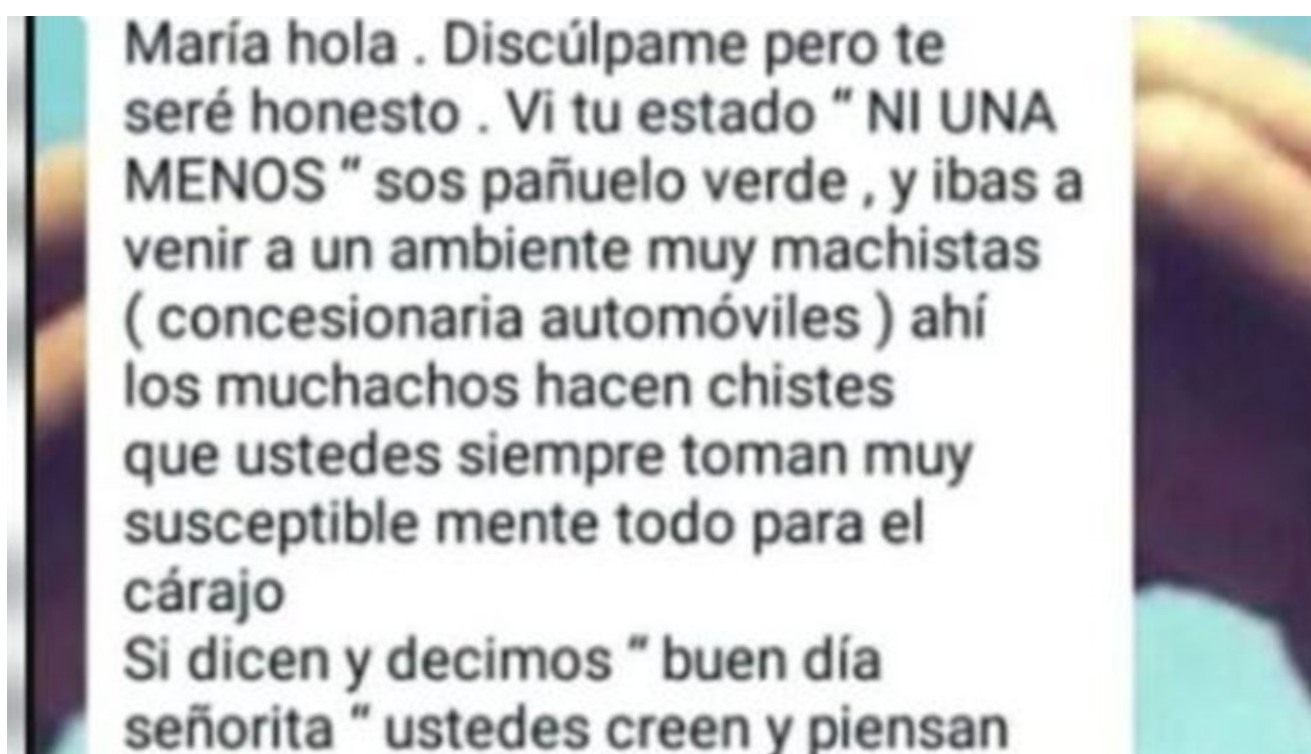 María hola . Discúlpame pero te
seré honesto . Vi tu estado “ NI UNA
MENOS “ sos pañuelo verde , y ibas a
venir a un ambiente muy machistas
( concesionaria automóviles ) ahí
los muchachos hacen chistes
que ustedes siempre toman muy
susceptible mente todo para el
cárajo
Si dicen y decimos “ buen día
señorita “ ustedes creen y piensan